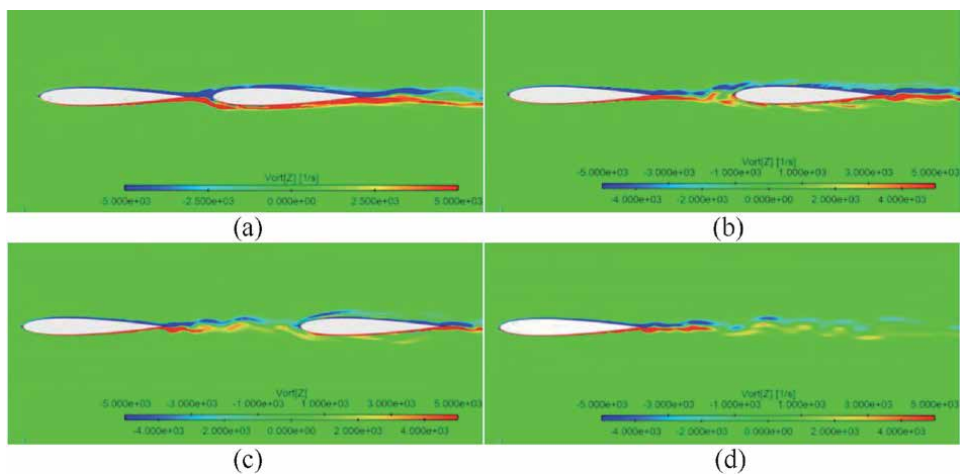 Vort[Z] [1/s]
-5.000e+03 -2.500e+03 0.000e+00 2.500e+03 5.000e+03
(a)
Vort[Z] [1/s]
-5.000e+03 -3.000e+03 -1.000e+03 1.000e+03 3.000e+03 5.000e+03
-4.000e+03 -2.000e+03 0.000e+00 2.000e+03 4.000e+03
(b)
Vort[Z]
-5.000e+03 -3.000e+03 -1.000e+03 1.000e+03 3.000e+03 5.000e+03
-4.000e+03 -2.000e+03 0.000e+00 2.000e+03 4.000e+03
(c)
Vort[Z] [1/s]
-5.000e+03 -3.000e+03 -1.000e+03 1.000e+03 3.000e+03 5.000e+03
-4.000e+03 -2.000e+03 0.000e+00 2.000e+03 4.000e+03
(d)